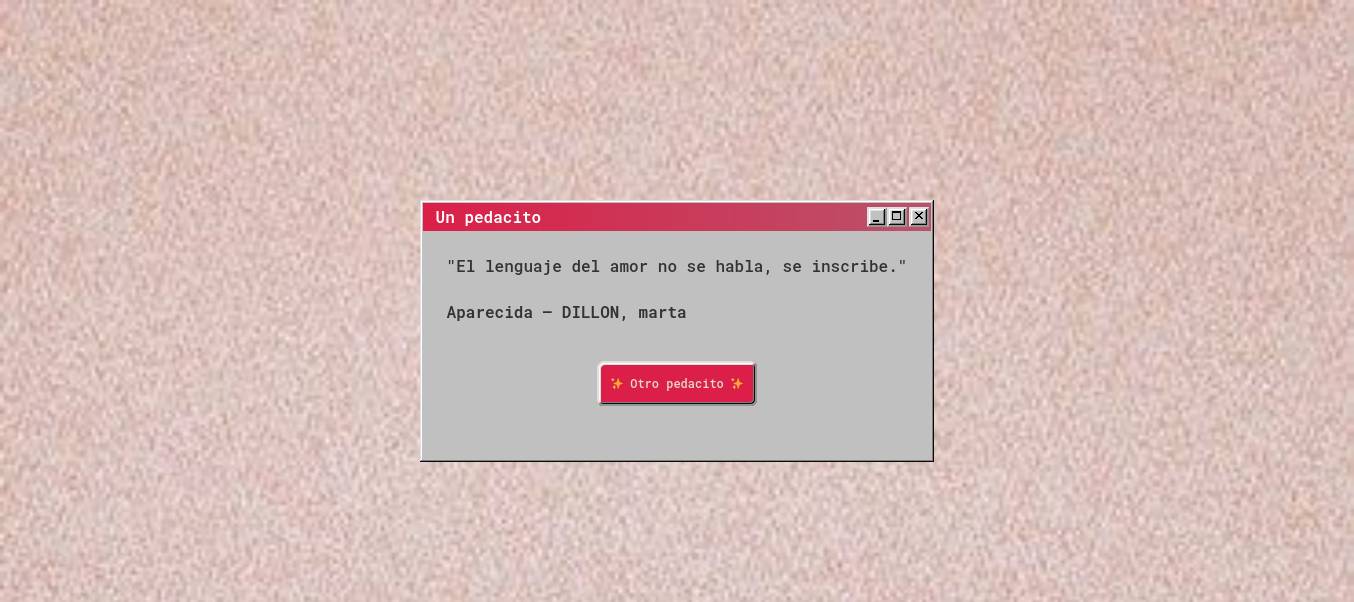 Un pedacito
"El lenguaje del amor no se habla, se inscribe."
Aparecida — DILLON, marta
✨ Otro pedacito ✨